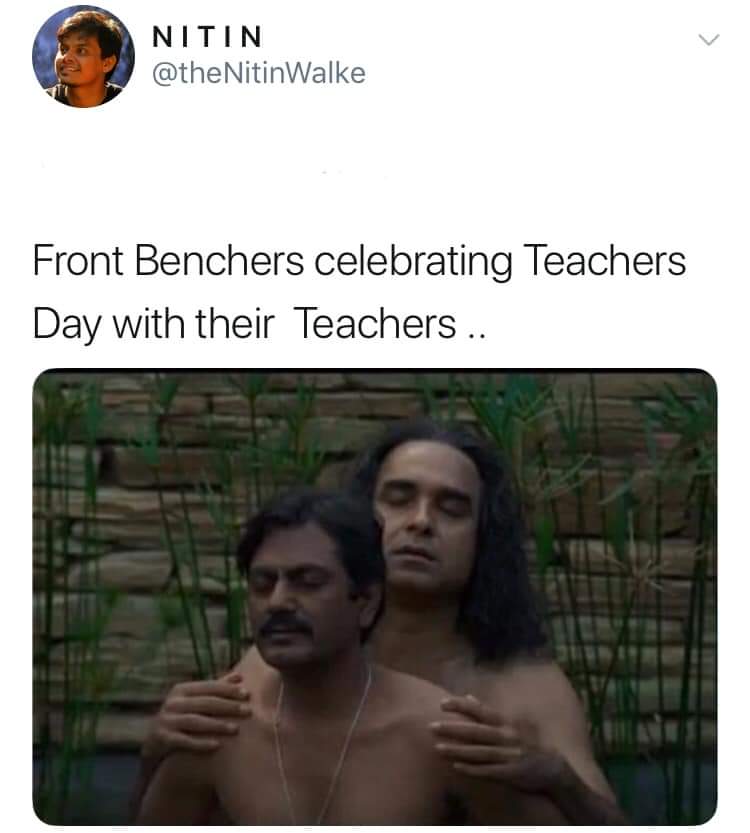 NITIN
@theNitinWalke
Front Benchers celebrating Teachers
Day with their Teachers ..